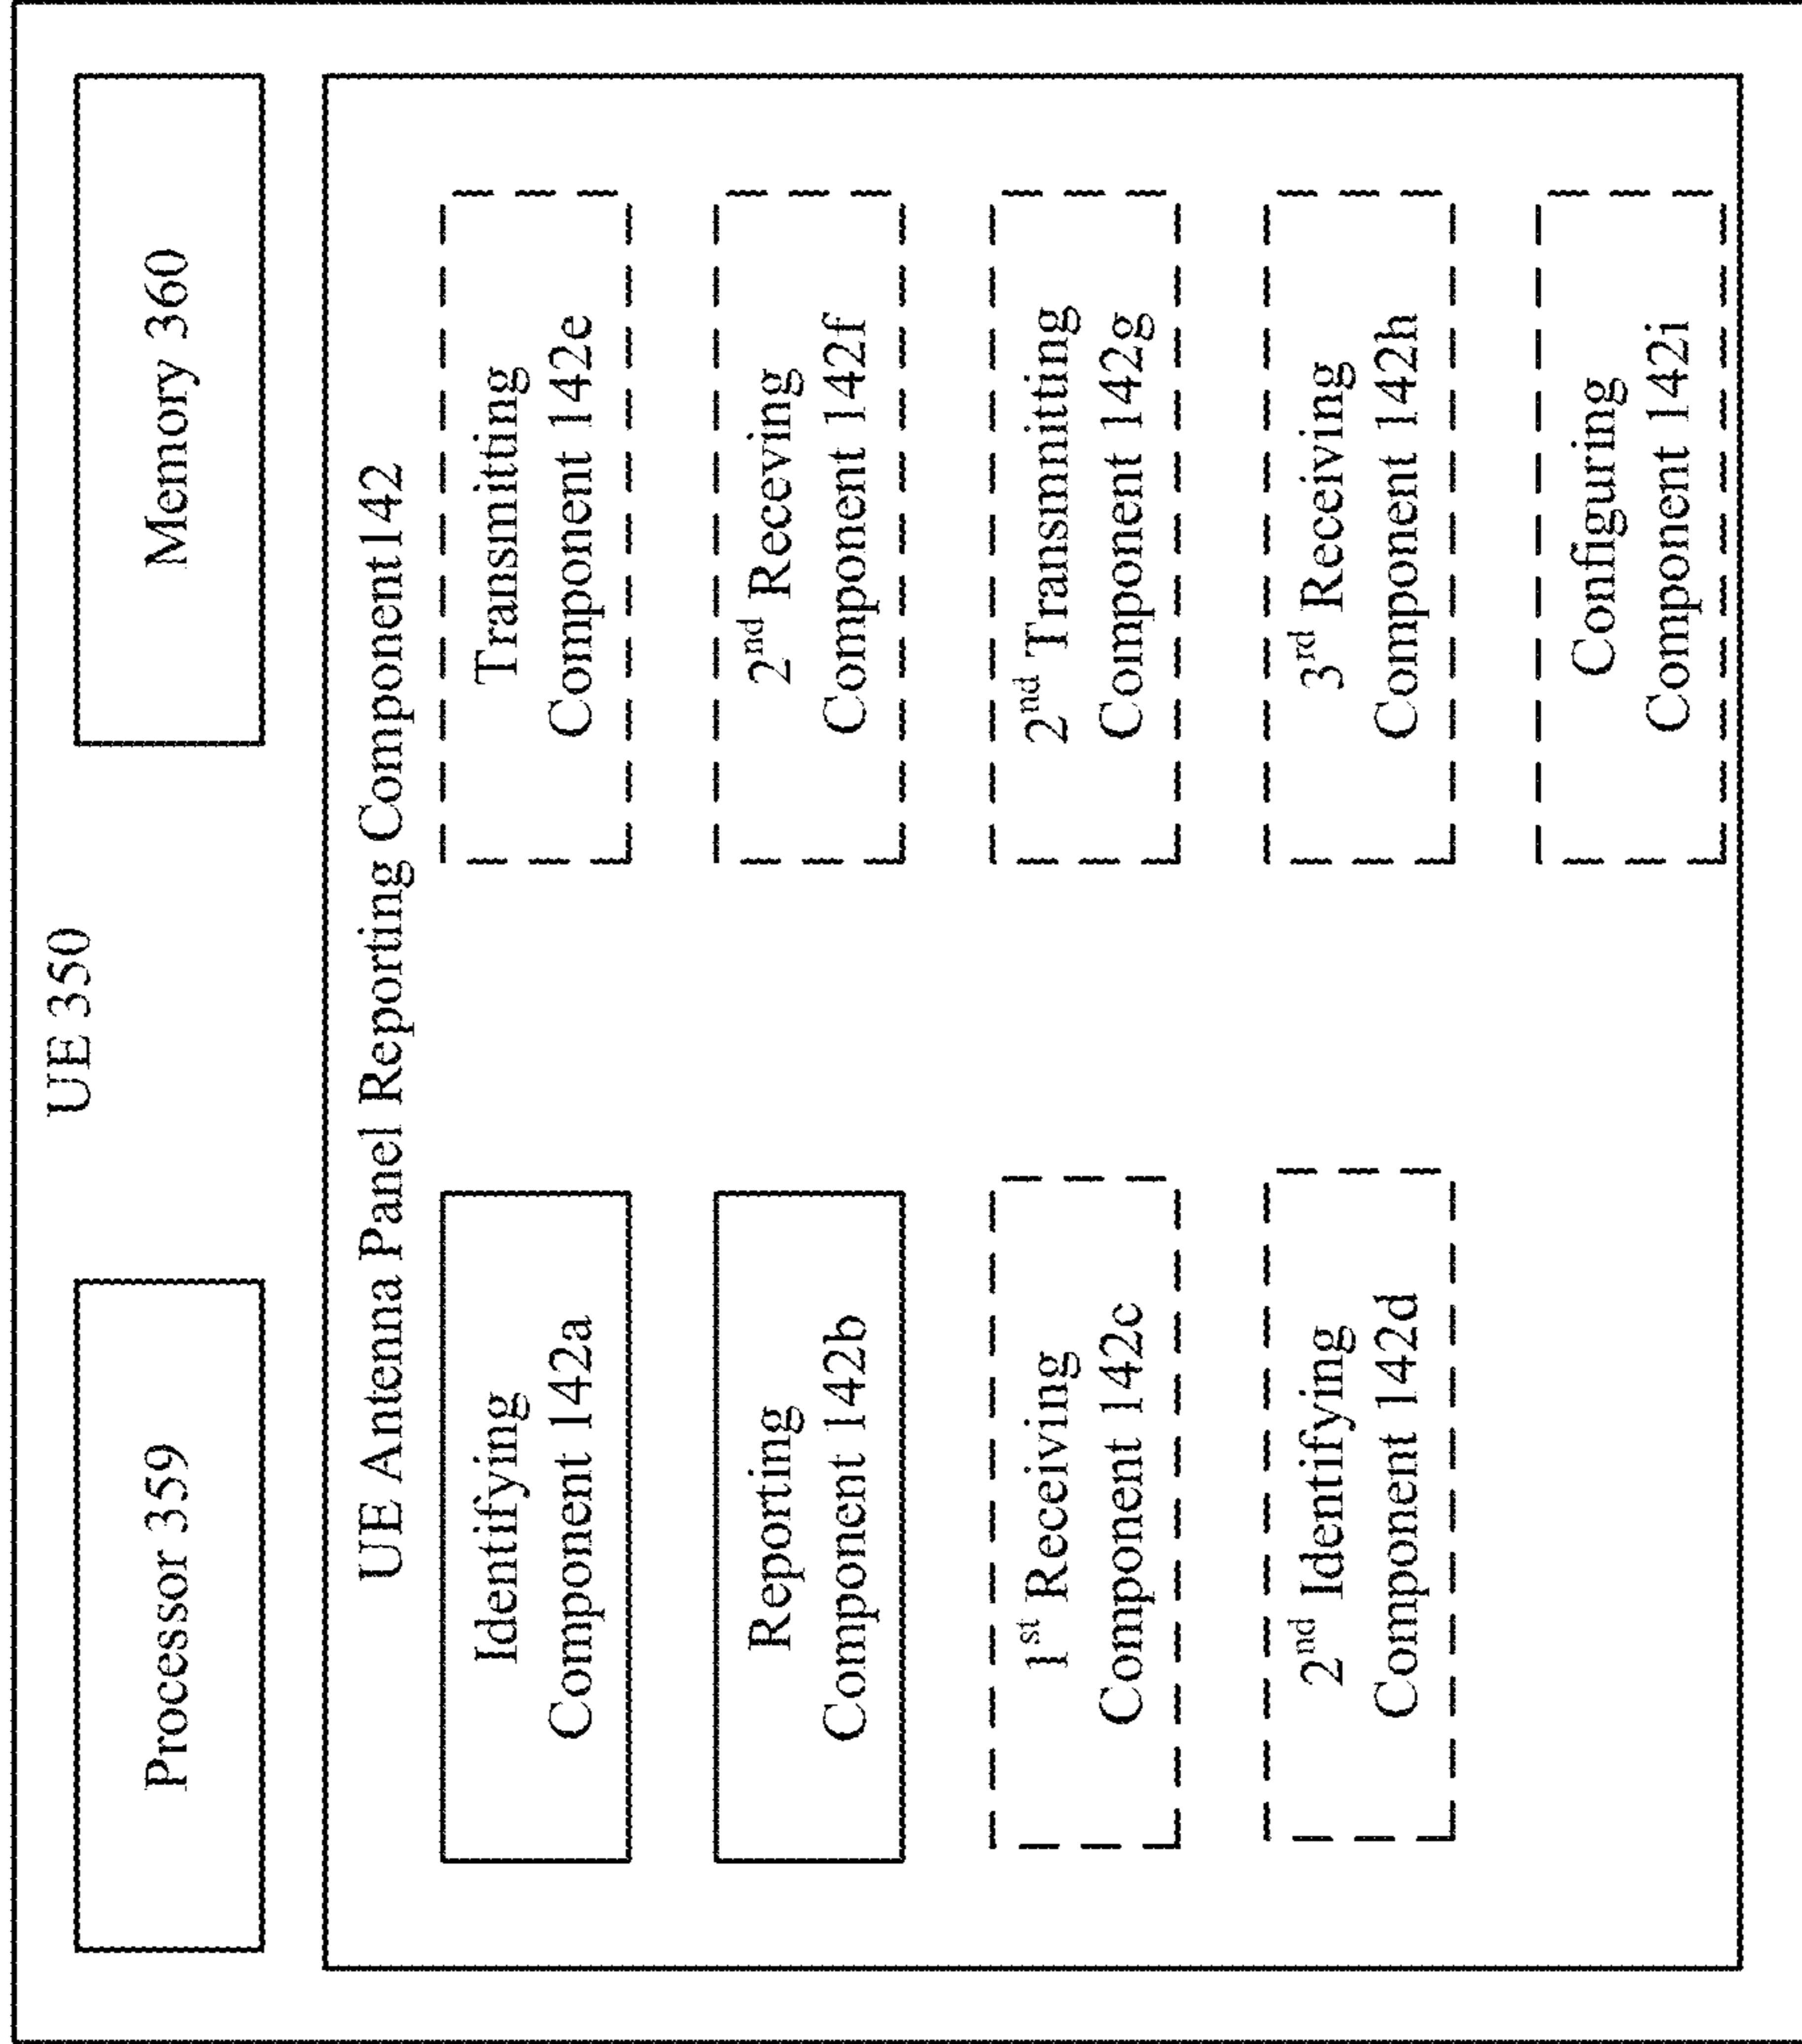 UE 350
Processor 359
Memory 360
UE Antenna Panel Reporting Component142
Identifying
Component 142a
Reporting
Component 142b
1st Receiving
Component 142c
2nd Identifying
Component 142d
Transmitting
Component 142e
2nd Receving
Component 142f
2nd Transmitting
Component 142g
3rd Receiving
Component 142h
Configuring
Component 142i